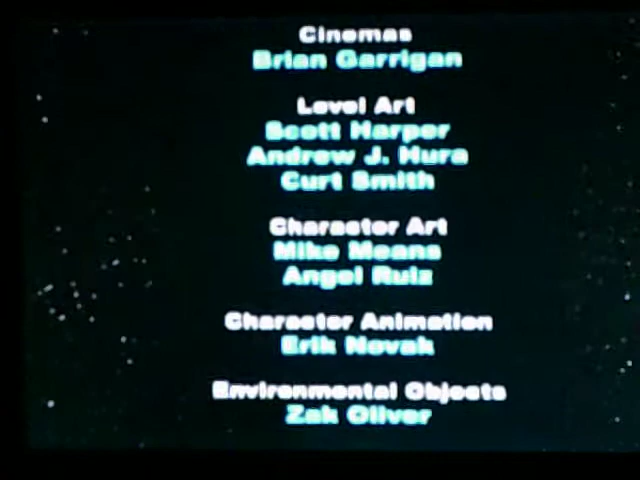 Cinemas
Brian Garrigan
Level Art
Scott Harper
Andrew J. Hura
Curt Smith
Character Art
Mike Means
Angel Ruiz
Character Animation
Erik Novak
Environmental Objects
Zak Oliver